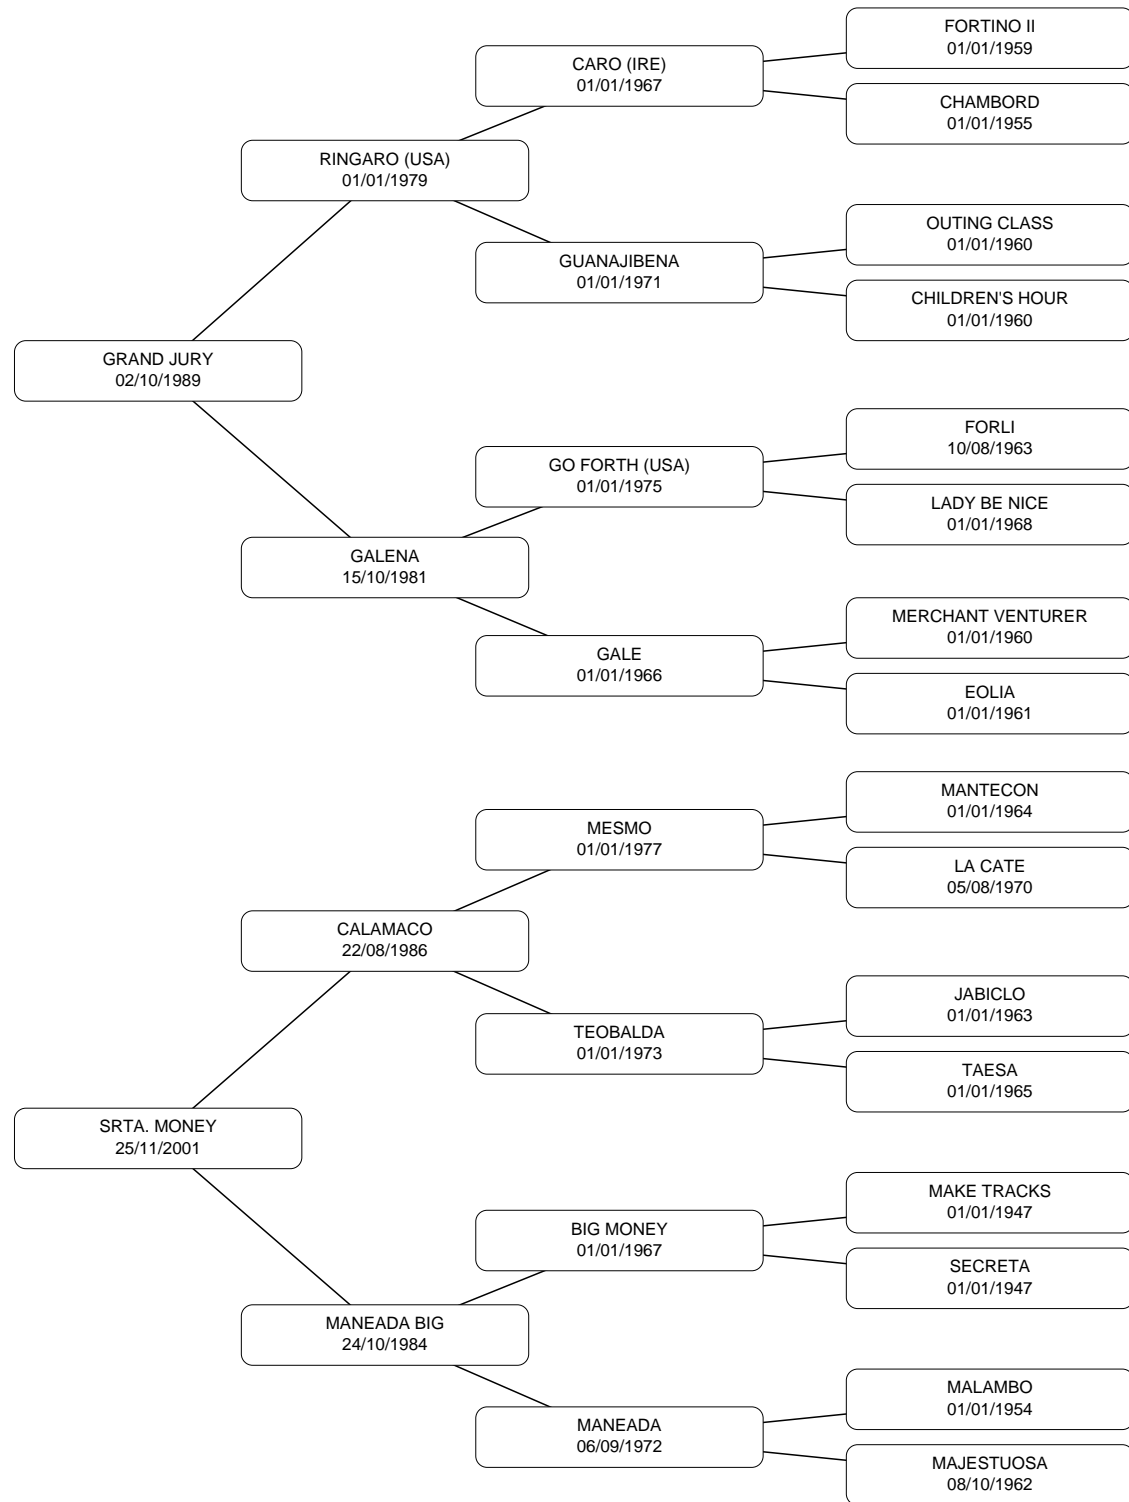 FORTINO II
01/01/1959
CARO (IRE)
01/01/1967
CHAMBORD
01/01/1955
RINGARO (USA)
01/01/1979
OUTING CLASS
01/01/1960
GUANAJIBENA
01/01/1971
CHILDREN'S HOUR
01/01/1960
GRAND JURY
02/10/1989
FORLI
10/08/1963
GO FORTH (USA)
01/01/1975
LADY BE NICE
01/01/1968
GALENA
15/10/1981
MERCHANT VENTURER
01/01/1960
GALE
01/01/1966
EOLIA
01/01/1961
MANTECON
01/01/1964
MESMO
01/01/1977
LA CATE
05/08/1970
CALAMACO
22/08/1986
JABICLO
01/01/1963
TEOBALDA
01/01/1973
TAESA
01/01/1965
SRTA. MONEY
25/11/2001
MAKE TRACKS
01/01/1947
BIG MONEY
01/01/1967
SECRETA
01/01/1947
MANEADA BIG
24/10/1984
MALAMBO
01/01/1954
MANEADA
06/09/1972
MAJESTUOSA
08/10/1962